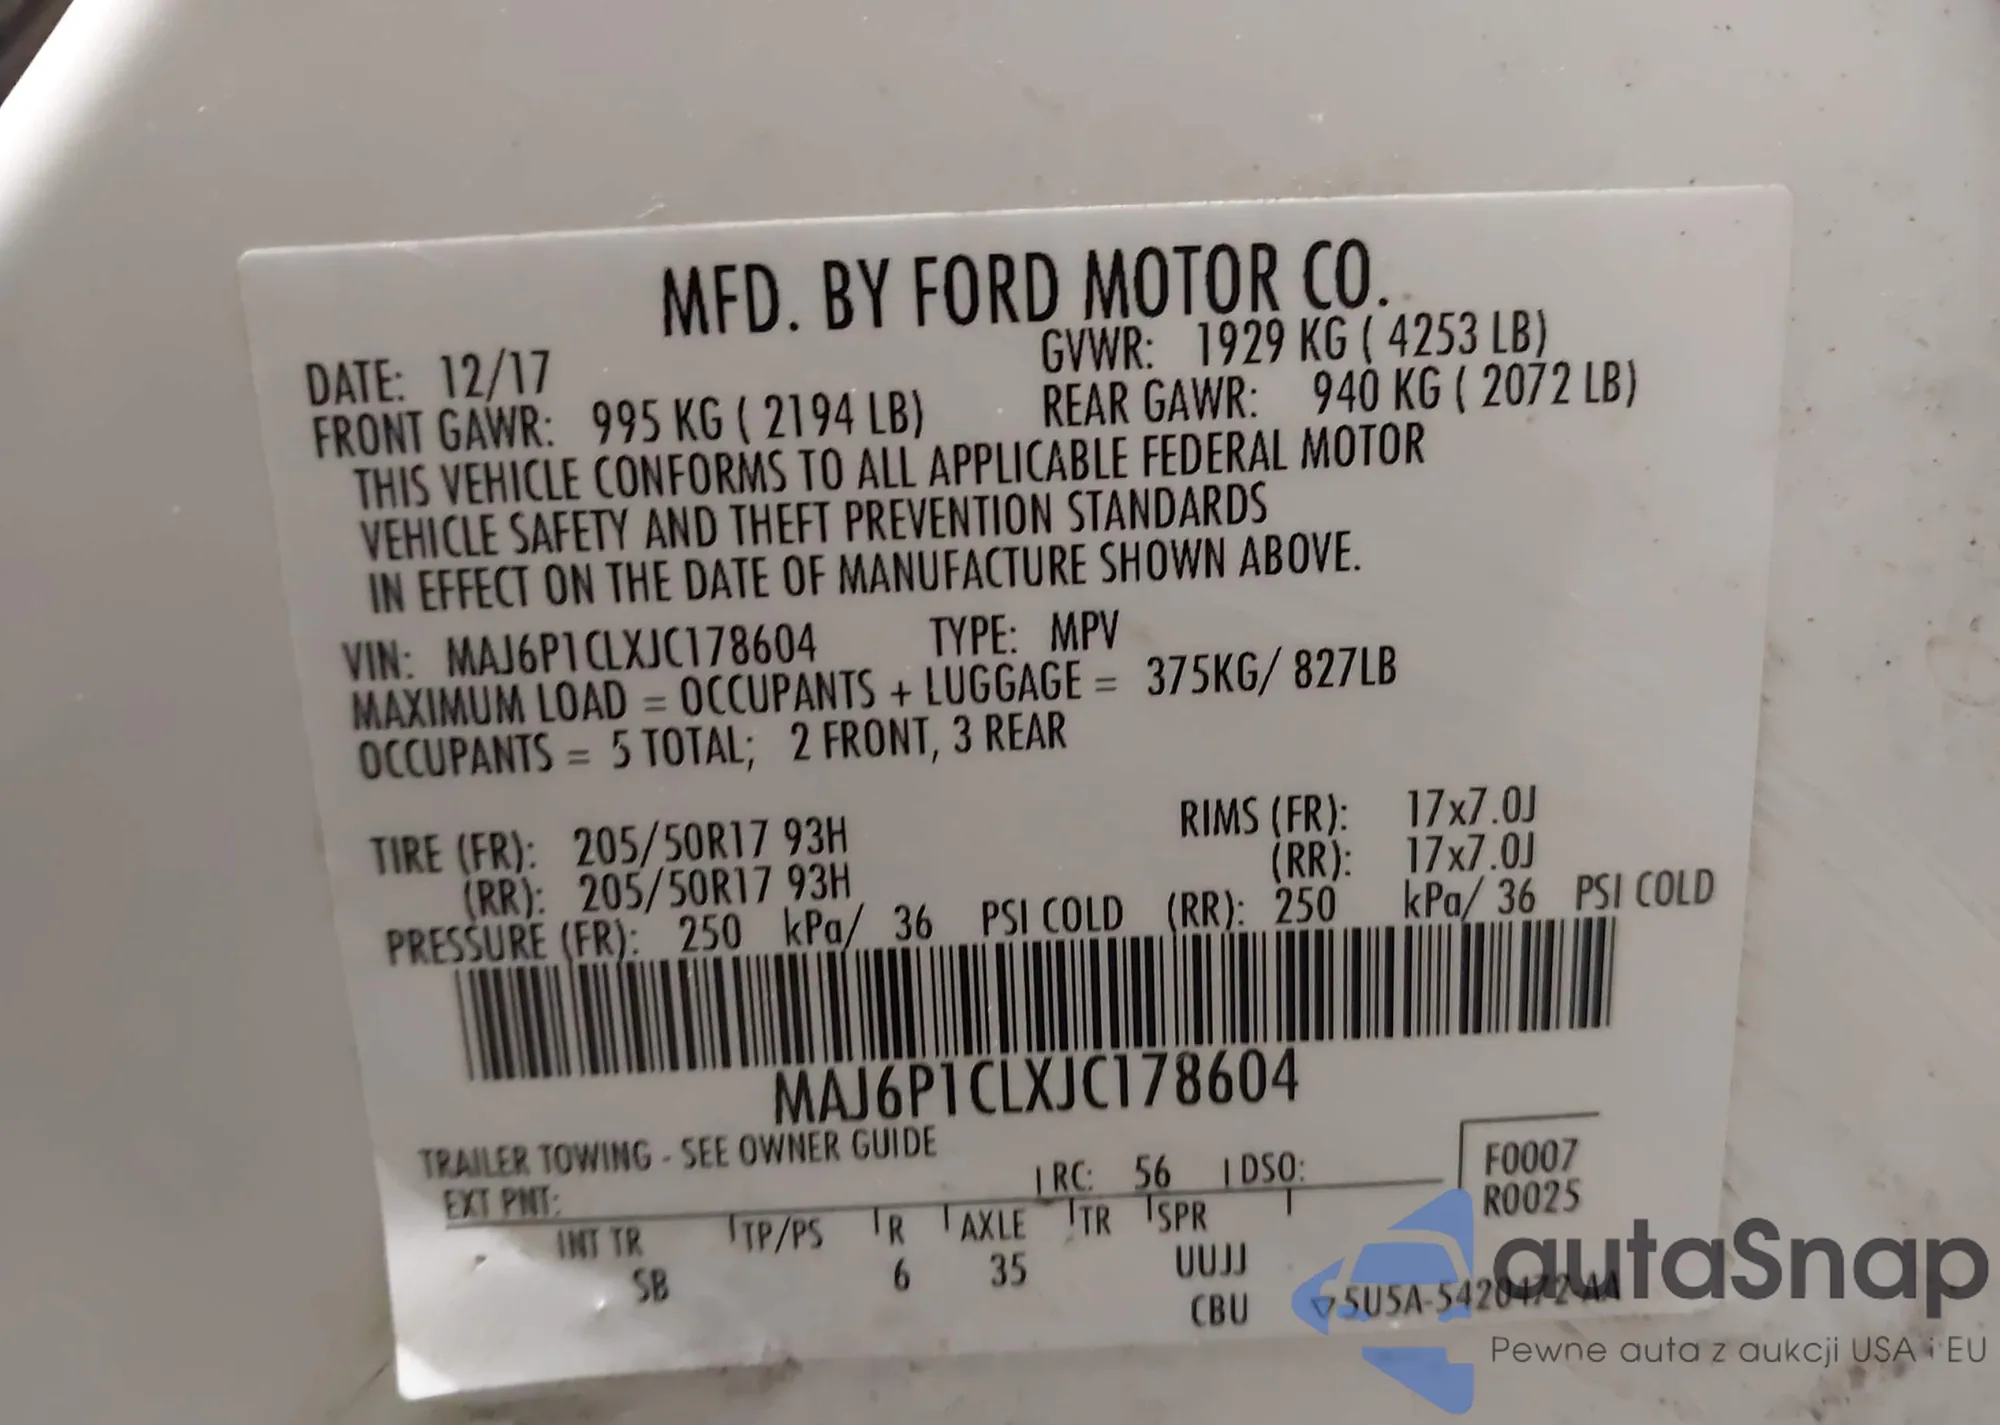 MFD. BY FORD MOTOR CO.
DATE: 12/17
GVWR: 1929 KG ( 4253 LB)
FRONT GAWR: 995 KG ( 2194 LB)
REAR GAWR: 940 KG ( 2072 LB)
THIS VEHICLE CONFORMS TO ALL APPLICABLE FEDERAL MOTOR
VEHICLE SAFETY AND THEFT PREVENTION STANDARDS
IN EFFECT ON THE DATE OF MANUFACTURE SHOWN ABOVE.
VIN: MAJ6P1CLXJC178604 TYPE: MPV
MAXIMUM LOAD = OCCUPANTS + LUGGAGE = 375KG/ 827LB
OCCUPANTS = 5 TOTAL; 2 FRONT, 3 REAR
TIRE (FR): 205/50R17 93H RIMS (FR): 17x7.0J
(RR): 205/50R17 93H (RR): 17x7.0J
PRESSURE (FR): 250 kPa/ 36 PSI COLD (RR): 250 kPa/ 36 PSI COLD
MAJ6P1CLXJC178604
TRAILER TOWING - SEE OWNER GUIDE
EXT PNT: RC: 56 DSO:
F0007
R0025
INT TR TP/PS R AXLE TR SPR
SB 6 35 UUJJ
CBU ▽5U5A-5420472-AA
autaSnap
Pewne auta z aukcji USA i EU